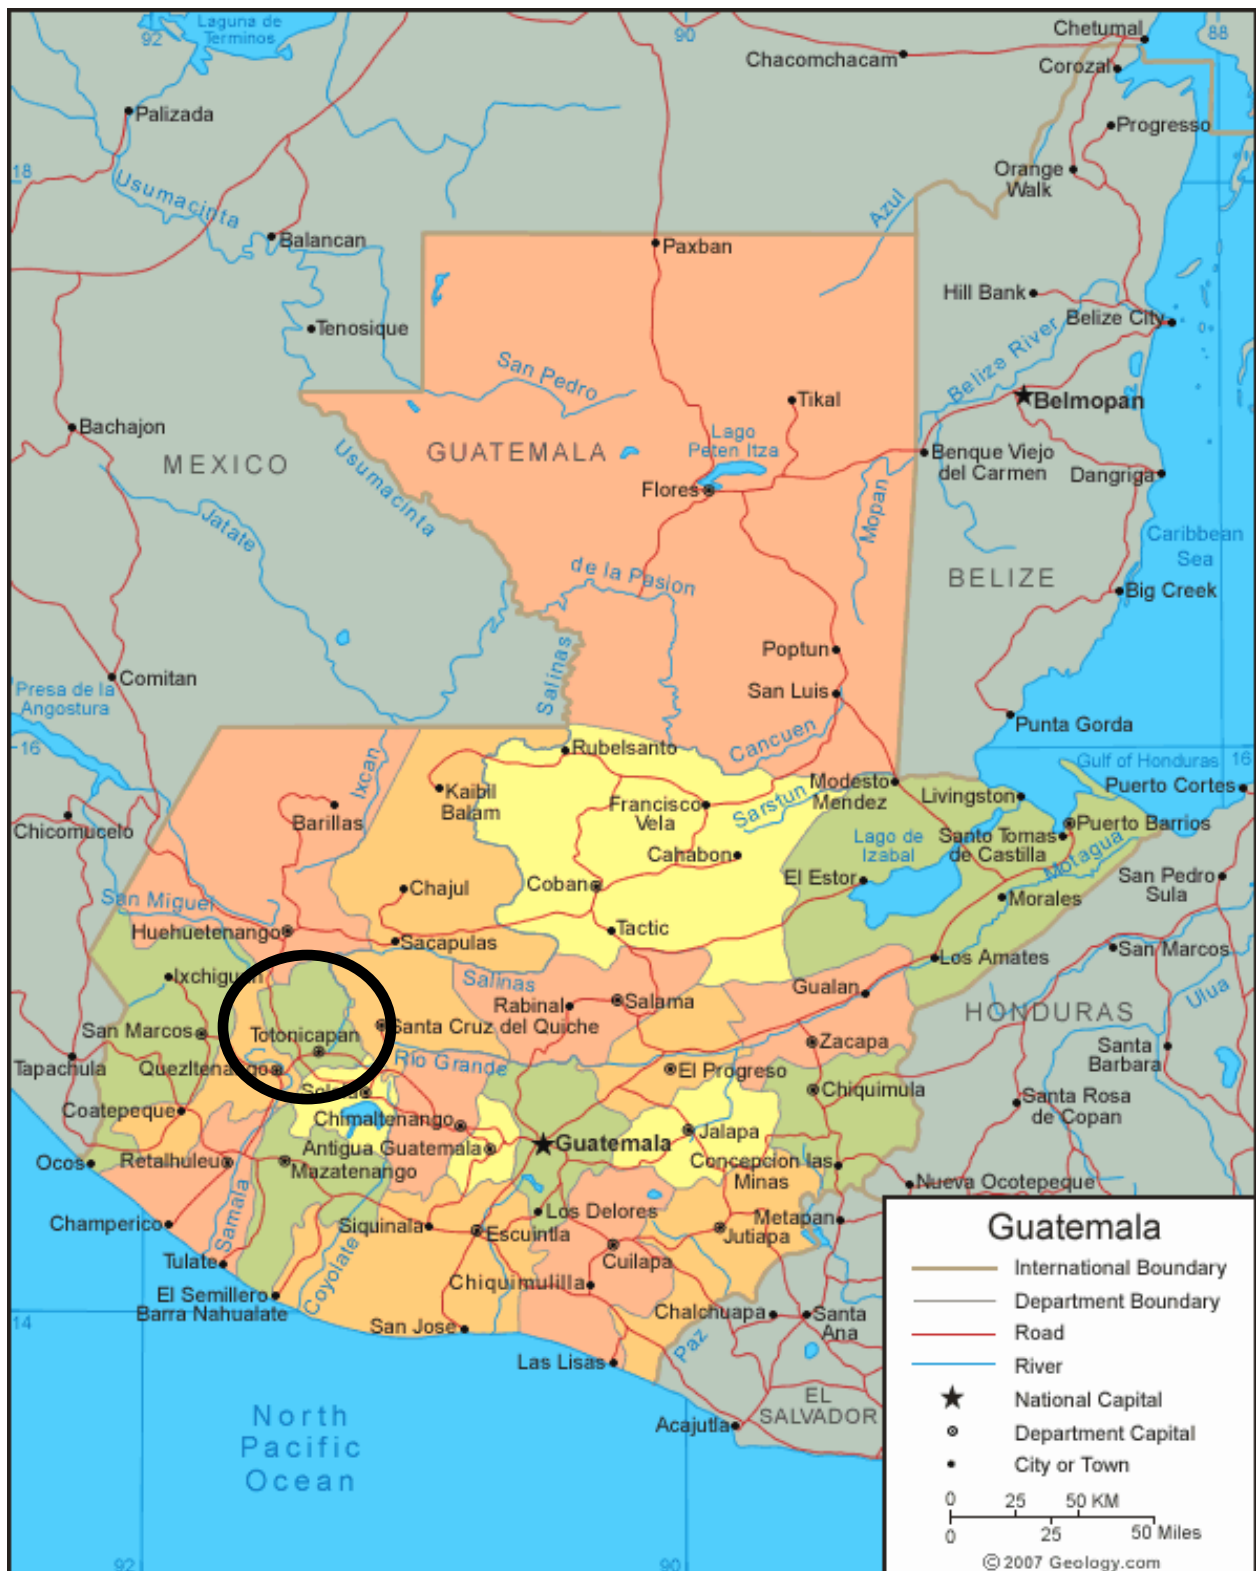 92
Laguna de
Terminos
90
Chetumal
88
Chacomchacam
Corozal
Palizada
Progresso
18
Orange
Walk
Usumacinta
Azul
Balancan
Paxban
Hill Bank
Belize City
Tenosique
Belize River
San Pedro
Tikal
Belmopan
Bachajon
Lago
Peten Itza
MEXICO
GUATEMALA
Usumacinta
Benque Viejo
del Carmen
Dangriga
Flores
Mopan
Jatate
Caribbean
Sea
de la Pasion
BELIZE
Big Creek
Salinas
Poptun
Comitan
San Luis
Presa de la
Angostura
Punta Gorda
Cancuen
16
Rubelsanto
Gulf of Honduras
16
Ixcan
Kaibil
Balam
Modesto
Mendez
Puerto Cortes
Livingston
Francisco
Vela
Sarstun
Barillas
Chicomucelo
Puerto Barrios
Santo Tomas
de Castilla
Lago de
Izabal
Motagua
Cahabon
San Pedro
Sula
El Estor
Chajul
Coban
San Miguel
Morales
Huehuetenango
Tactic
Sacapulas
San Marcos
Los Amates
Ixchiguan
Salinas
Gualan
Ulua
Rabinal
Salama
HONDURAS
San Marcos
Totonicapan
Santa Cruz del Quiche
Zacapa
Santa
Barbara
Tapachula
Quezltenango
Rio Grande
El Progreso
Solola
Chiquimula
Santa Rosa
de Copan
Coatepeque
Chimaltenango
Jalapa
Antigua Guatemala
Guatemala
Ocos
Retalhuleu
Mazatenango
Concepcion las
Minas
Nueva Ocotepeque
Samala
Los Delores
Champerico
Siquinala
Escuintla
Metapan
Jutiapa
Coyolate
Cuilapa
Tulate
Chiquimulilla
El Semillero
Barra Nahualate
Chalchuapa
Santa
Ana
14
San Jose
Paz
Las Lisas
EL
SALVADOR
North
Pacific
Ocean
Acajutla
92
90
Guatemala
International Boundary
Department Boundary
Road
River
National Capital
Department Capital
City or Town
0 25 50 KM
0 25 50 Miles
©2007 Geology.com